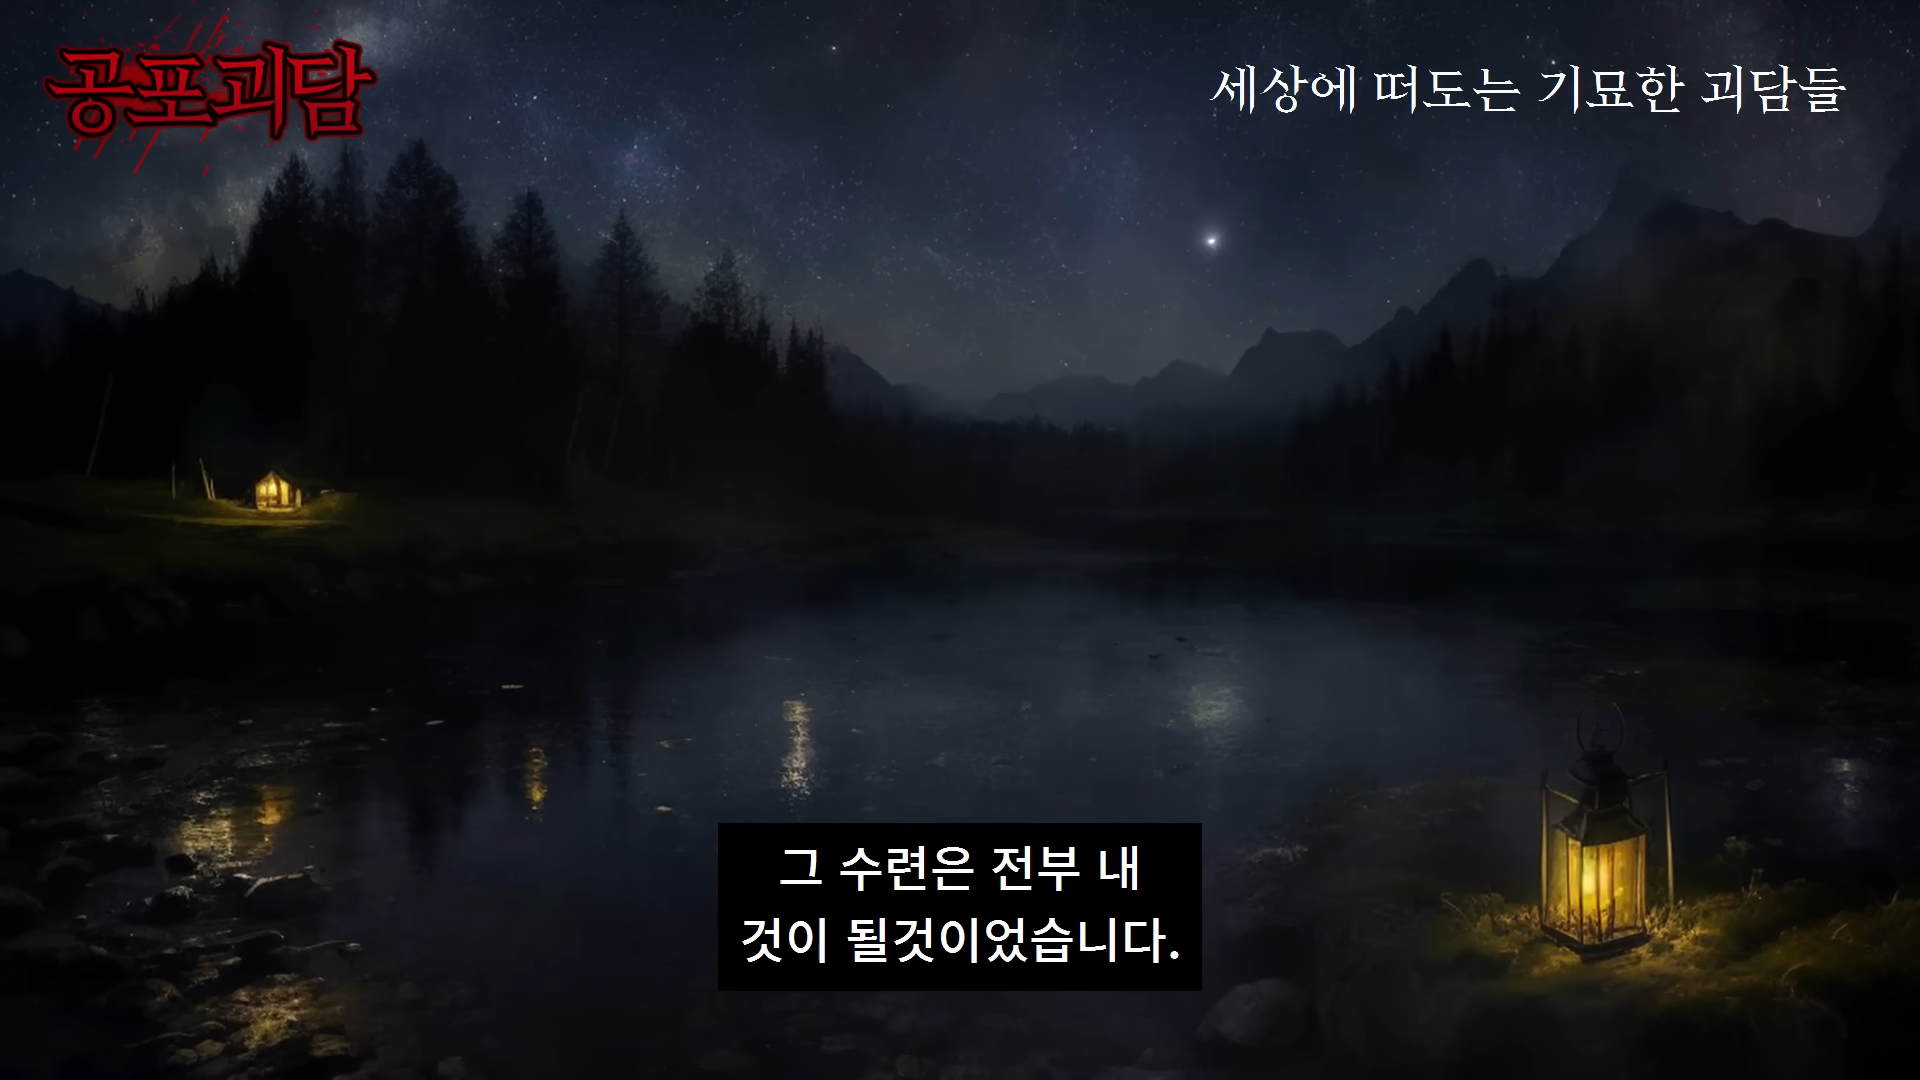 공포괴담
세상에 떠도는 기묘한 괴담들
그 수련은 전부 내
것이 될것이었습니다.